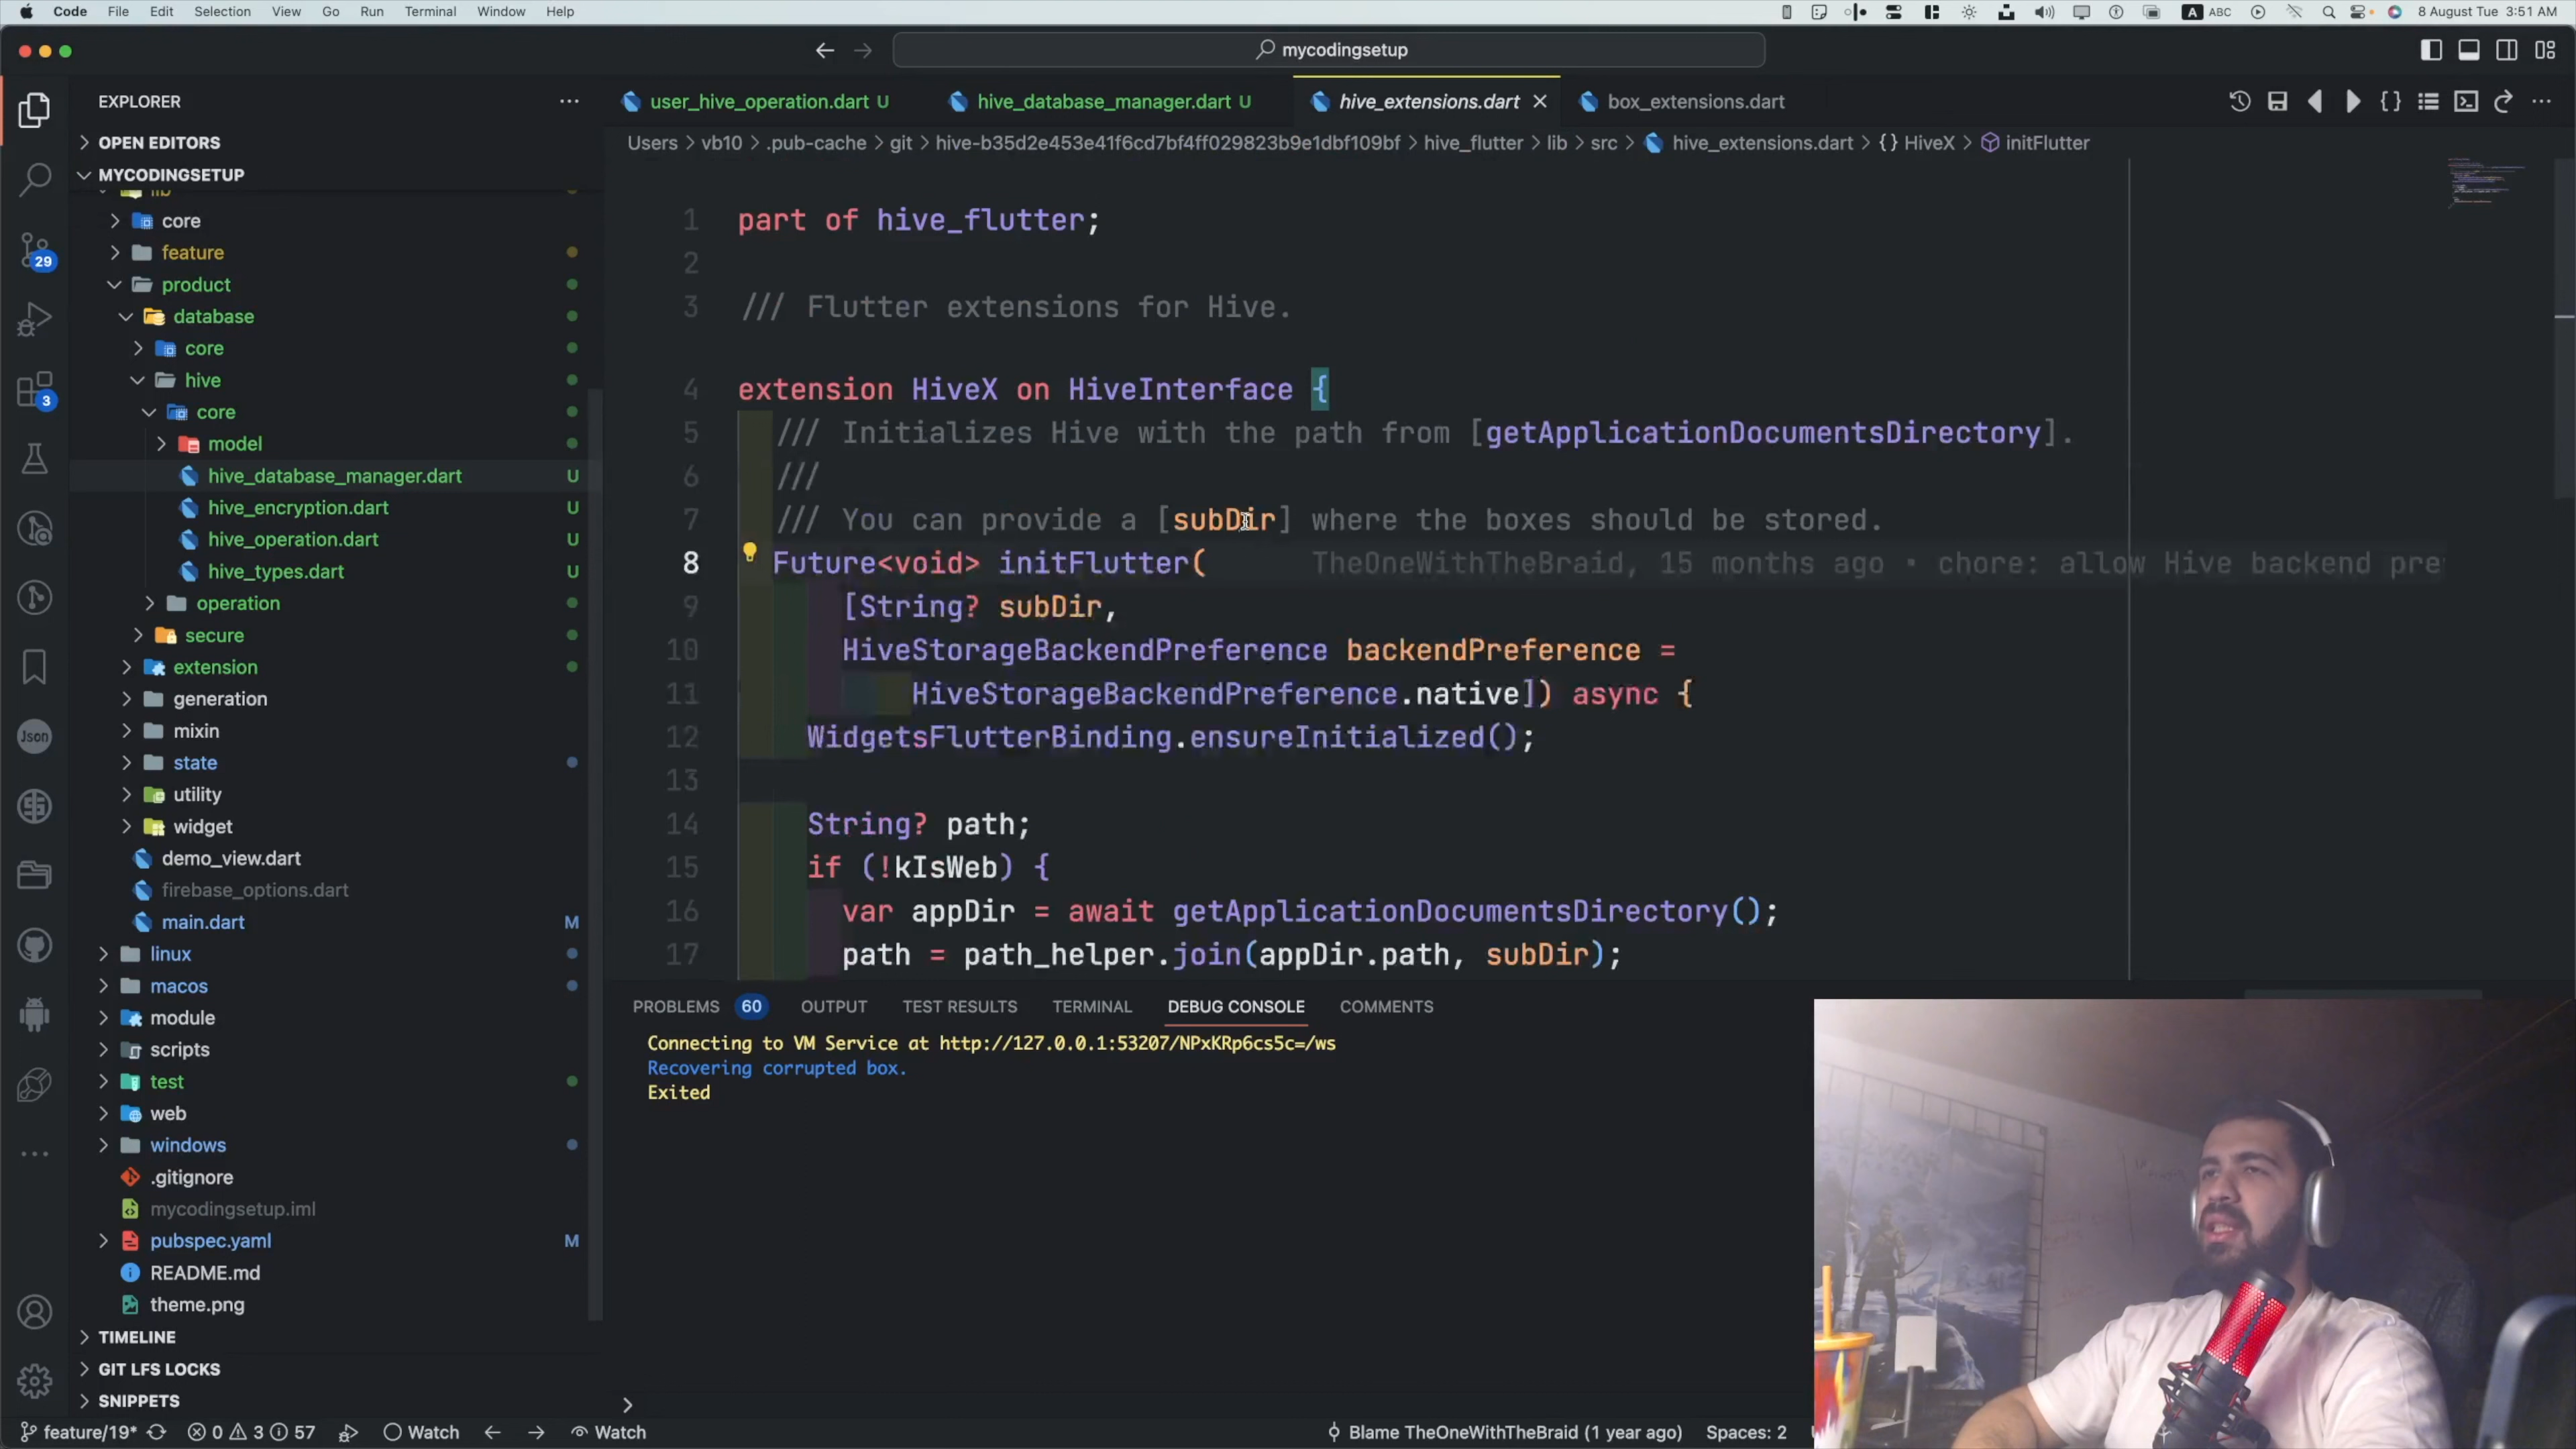 Code File Edit Selection View Go Run Terminal Window Help
A ABC 8 August Tue 3:51 AM
mycodingsetup
EXPLORER
OPEN EDITORS
MYCODINGSETUP
lib
core
feature
product
database
core
hive
core
model
hive_database_manager.dart U
hive_encryption.dart U
hive_operation.dart U
hive_types.dart U
operation
secure
extension
generation
mixin
state
utility
widget
demo_view.dart
firebase_options.dart
main.dart M
linux
macos
module
scripts
test
web
windows
.gitignore
mycodingsetup.iml
pubspec.yaml M
README.md
theme.png
TIMELINE
GIT LFS LOCKS
SNIPPETS
29
3
Json
user_hive_operation.dart U hive_database_manager.dart U hive_extensions.dart box_extensions.dart
Users > vb10 > .pub-cache > git > hive-b35d2e453e41f6cd7bf4ff029823b9e1dbf109bf > hive_flutter > lib > src > hive_extensions.dart > {} HiveX > initFlutter
1 part of hive_flutter;
2
3 /// Flutter extensions for Hive.
4 extension HiveX on HiveInterface {
5 /// Initializes Hive with the path from [getApplicationDocumentsDirectory].
6 ///
7 /// You can provide a [subDir] where the boxes should be stored.
8 Future<void> initFlutter( TheOneWithTheBraid, 15 months ago • chore: allow Hive backend pre
9 [String? subDir,
10 HiveStorageBackendPreference backendPreference =
11 HiveStorageBackendPreference.native]) async {
12 WidgetsFlutterBinding.ensureInitialized();
13
14 String? path;
15 if (!kIsWeb) {
16 var appDir = await getApplicationDocumentsDirectory();
17 path = path_helper.join(appDir.path, subDir);
PROBLEMS 60 OUTPUT TEST RESULTS TERMINAL DEBUG CONSOLE COMMENTS
Connecting to VM Service at http://127.0.0.1:53207/NPxKRp6cs5c=/ws
Recovering corrupted box.
Exited
feature/19* 0 3 57 Watch Watch Blame TheOneWithTheBraid (1 year ago) Spaces: 2